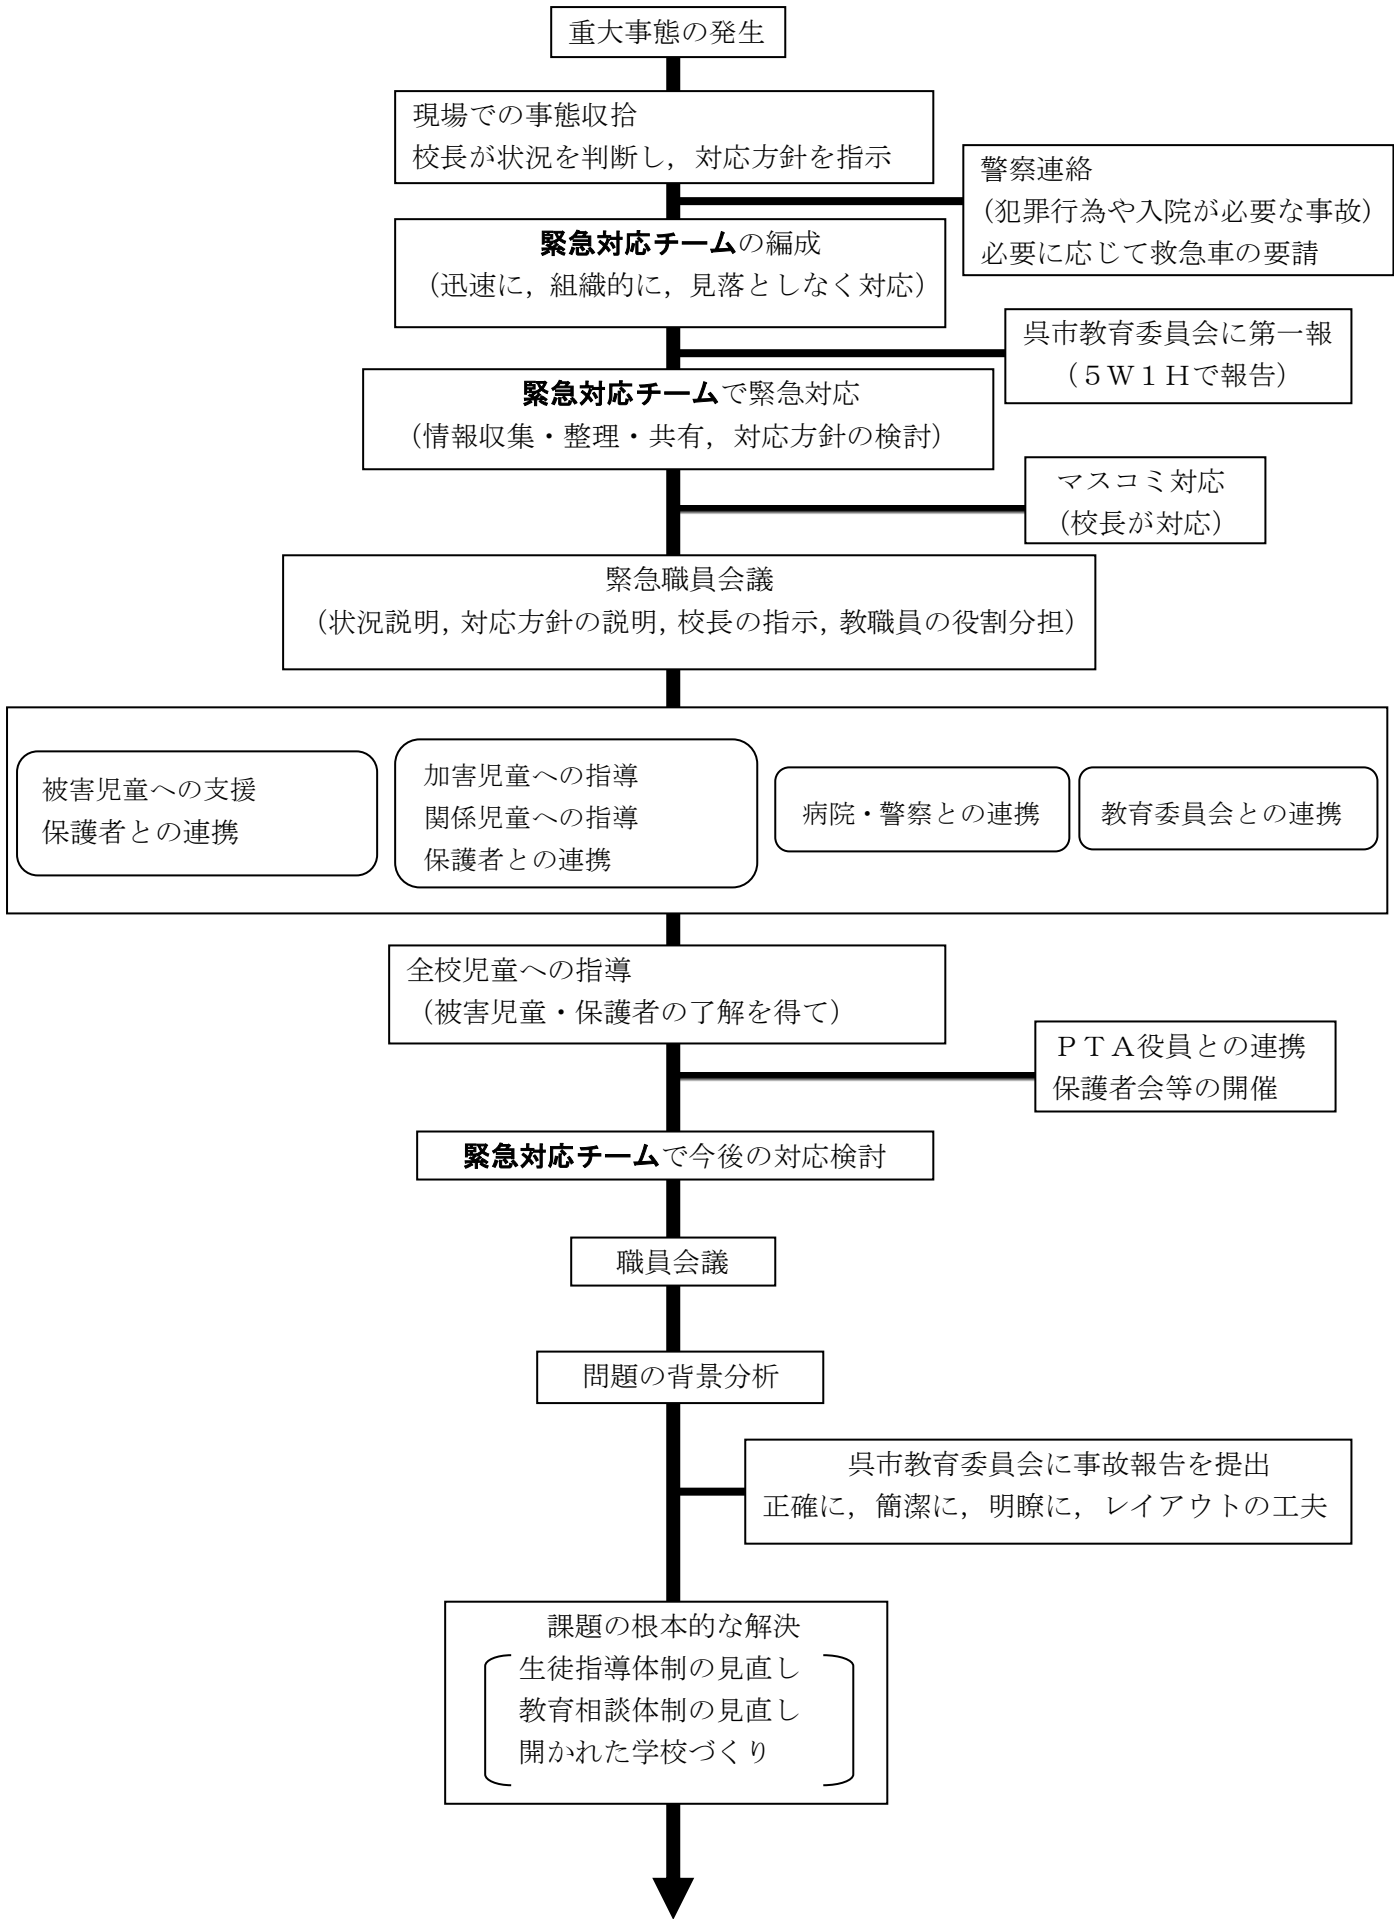 重大事態の発生
現場での事態収拾
校長が状況を判断し，対応方針を指示
警察連絡
（犯罪行為や入院が必要な事故）
必要に応じて救急車の要請
緊急対応チームの編成
（迅速に，組織的に，見落としなく対応）
呉市教育委員会に第一報
（５Ｗ１Ｈで報告）
緊急対応チームで緊急対応
（情報収集・整理・共有，対応方針の検討）
マスコミ対応
（校長が対応）
緊急職員会議
（状況説明，対応方針の説明，校長の指示，教職員の役割分担）
被害児童への支援
保護者との連携
加害児童への指導
関係児童への指導
保護者との連携
病院・警察との連携
教育委員会との連携
全校児童への指導
（被害児童・保護者の了解を得て）
ＰＴＡ役員との連携
保護者会等の開催
緊急対応チームで今後の対応検討
職員会議
問題の背景分析
呉市教育委員会に事故報告を提出
正確に，簡潔に，明瞭に，レイアウトの工夫
課題の根本的な解決
生徒指導体制の見直し
教育相談体制の見直し
開かれた学校づくり